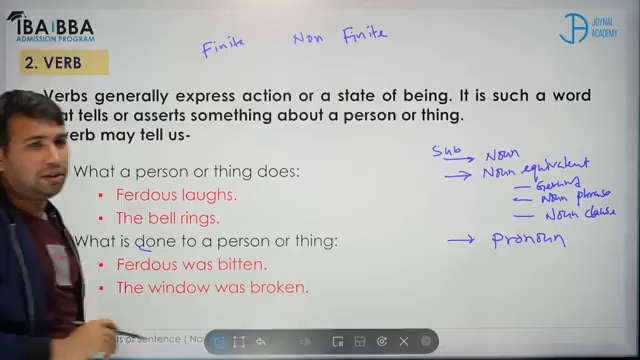 IBA BBA
ADMISSION PROGRAM
JOYNAL
ACADEMY
Finite Non Finite
2. VERB
Verbs generally express action or a state of being. It is such a word
at tells or asserts something about a person or thing.
verb may tell us-
What a person or thing does:
Ferdous laughs.
The bell rings.
What is done to a person or thing:
Ferdous was bitten.
The window was broken.
Sub
Noun
Noun equivalent
Gerund
Noun phrase
Noun clause
Pronoun
of Sentence